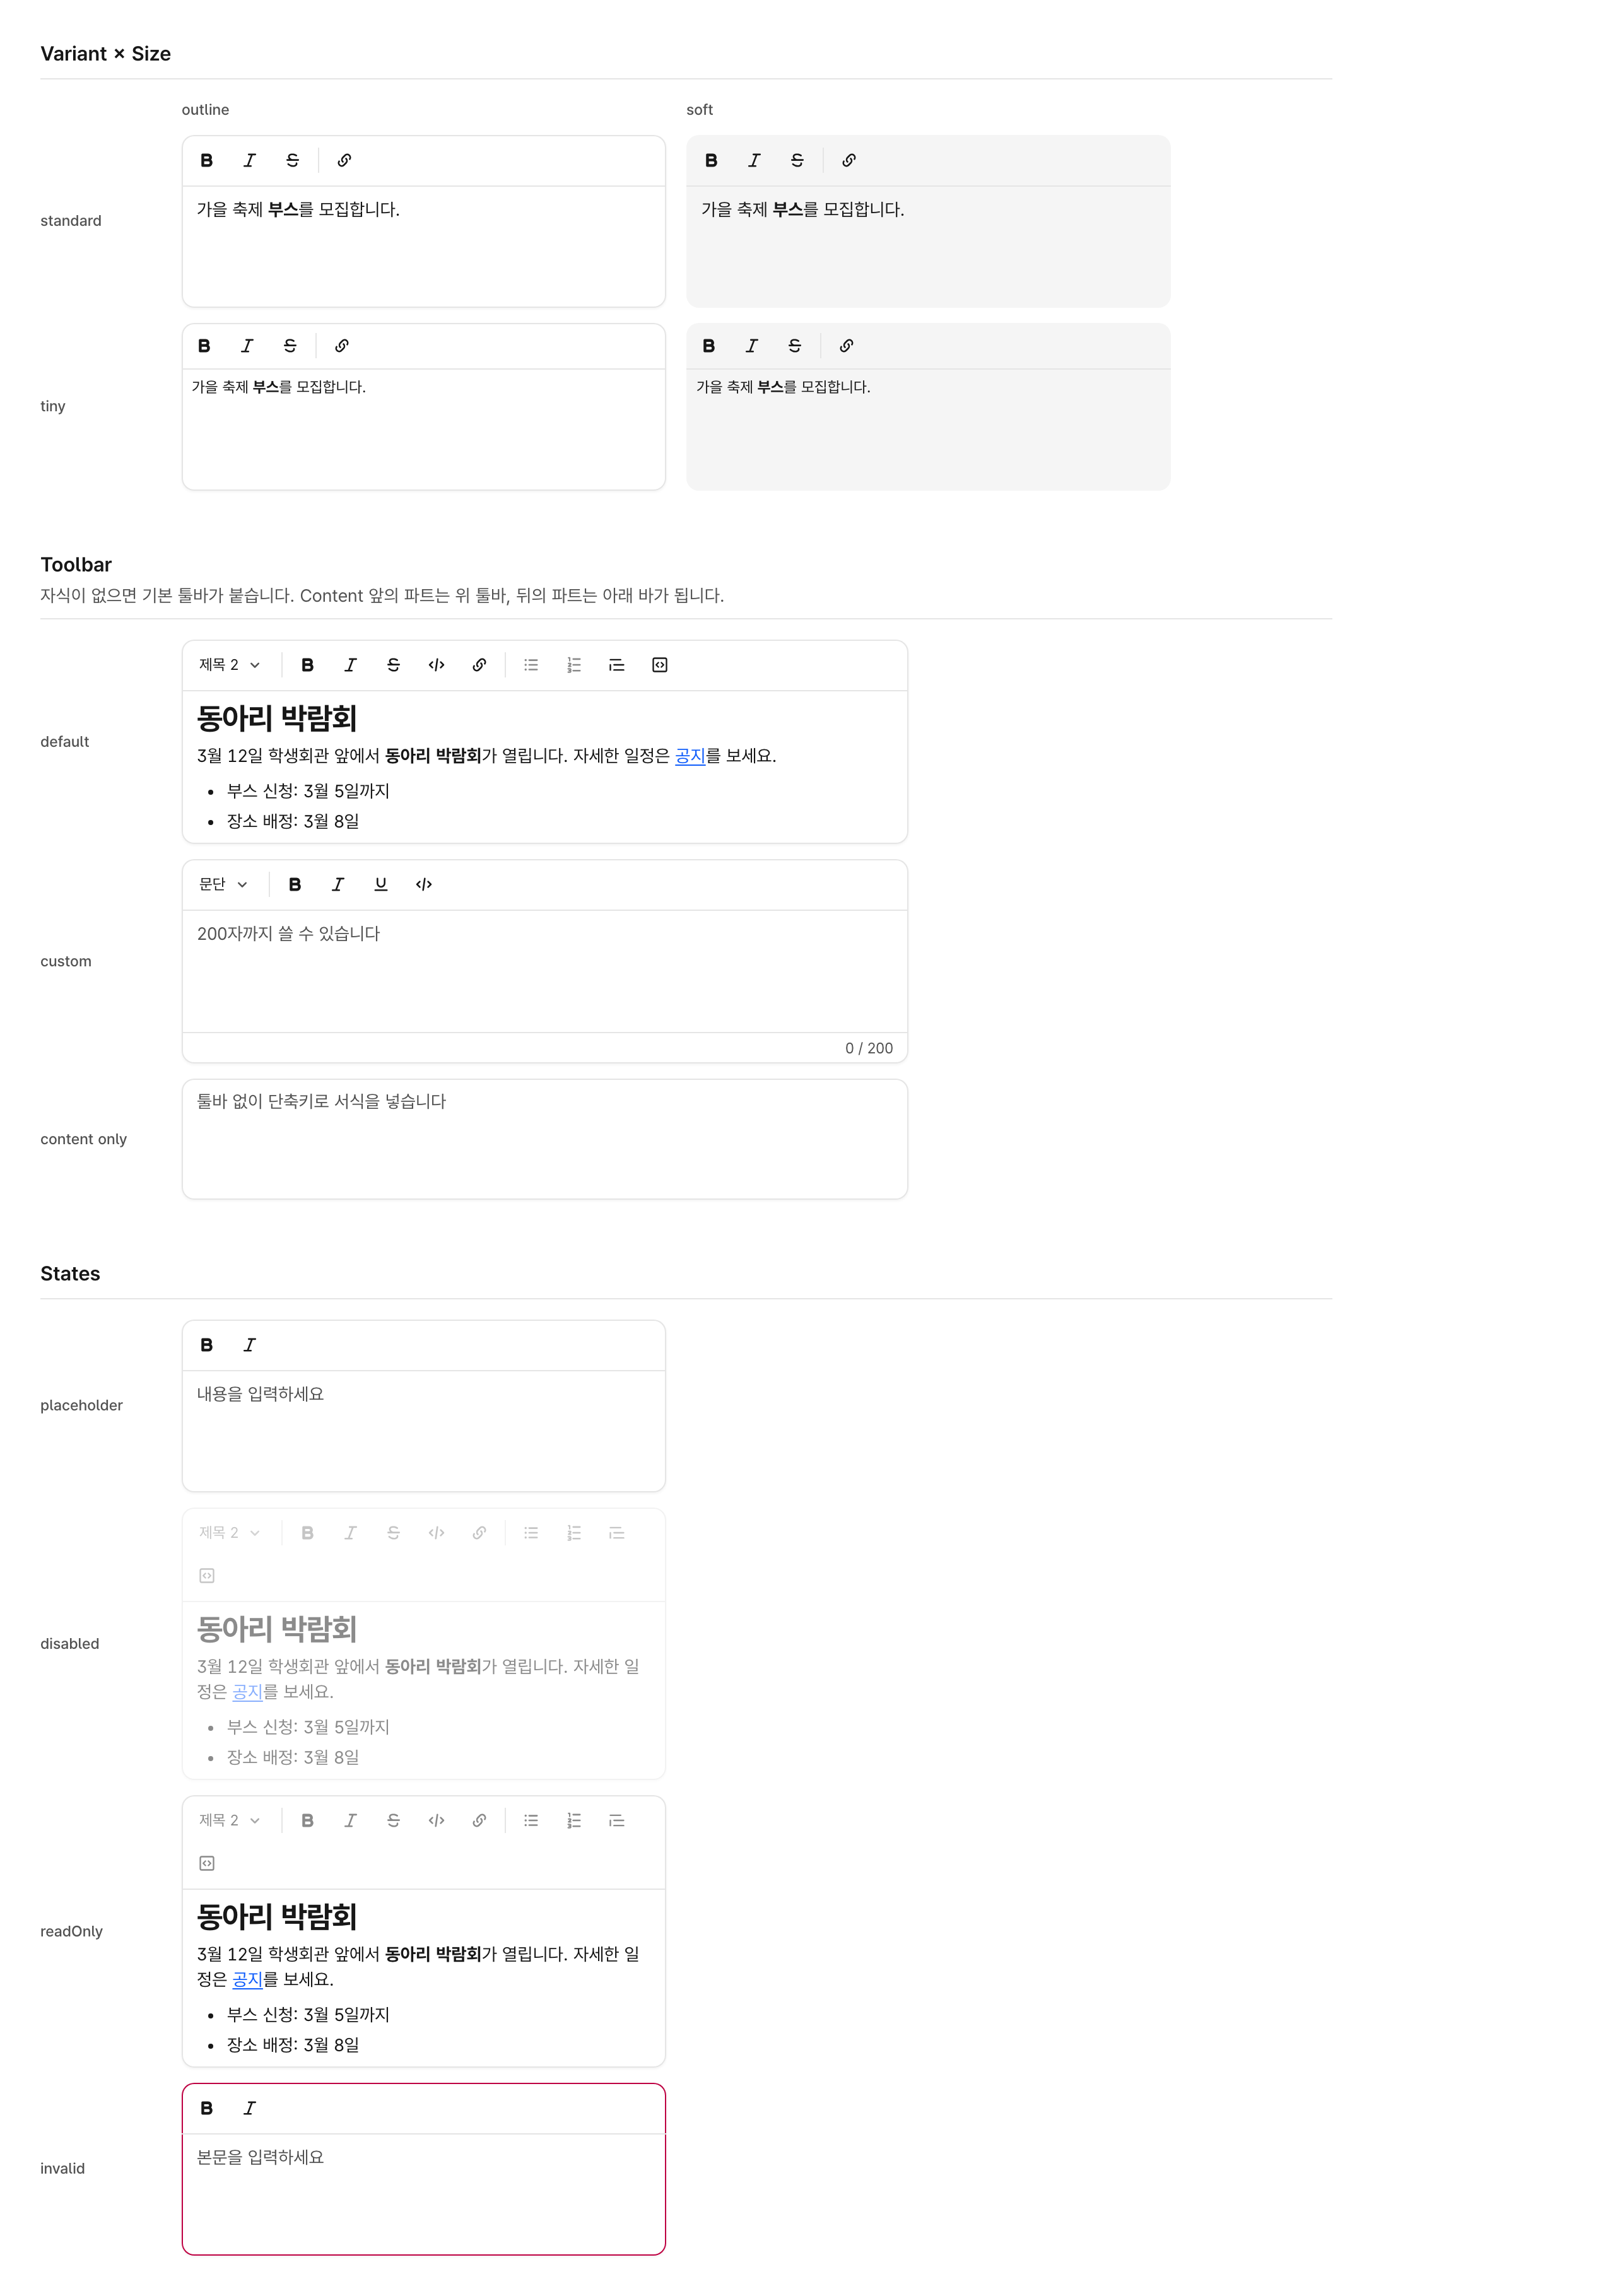 Variant × Size
outline
soft
standard
가을 축제 부스를 모집합니다.
가을 축제 부스를 모집합니다.
tiny
가을 축제 부스를 모집합니다.
가을 축제 부스를 모집합니다.
Toolbar
자식이 없으면 기본 툴바가 붙습니다. Content 앞의 파트는 위 툴바, 뒤의 파트는 아래 바가 됩니다.
default
제목 2
동아리 박람회
3월 12일 학생회관 앞에서 동아리 박람회가 열립니다. 자세한 일정은 공지를 보세요.
• 부스 신청: 3월 5일까지
• 장소 배정: 3월 8일
custom
문단
200자까지 쓸 수 있습니다
0 / 200
content only
툴바 없이 단축키로 서식을 넣습니다
States
placeholder
내용을 입력하세요
disabled
제목 2
동아리 박람회
3월 12일 학생회관 앞에서 동아리 박람회가 열립니다. 자세한 일
정은 공지를 보세요.
• 부스 신청: 3월 5일까지
• 장소 배정: 3월 8일
readOnly
제목 2
동아리 박람회
3월 12일 학생회관 앞에서 동아리 박람회가 열립니다. 자세한 일
정은 공지를 보세요.
• 부스 신청: 3월 5일까지
• 장소 배정: 3월 8일
invalid
본문을 입력하세요